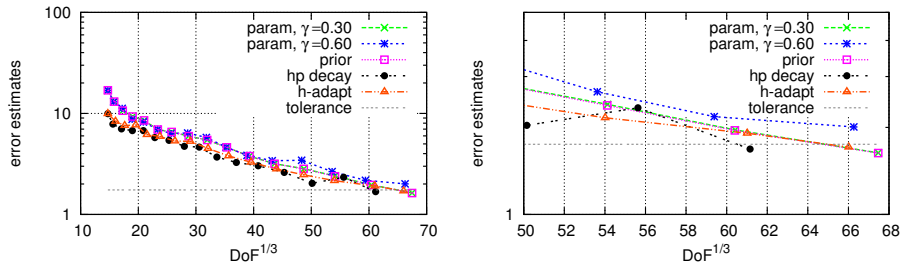 error estimates
100
10
1
10 20 30 40 50 60 70
DoF^1/3
param, γ=0.30
param, γ=0.60
prior
hp decay
h-adapt
tolerance
error estimates
1
50 52 54 56 58 60 62 64 66 68
DoF^1/3
param, γ=0.30
param, γ=0.60
prior
hp decay
h-adapt
tolerance